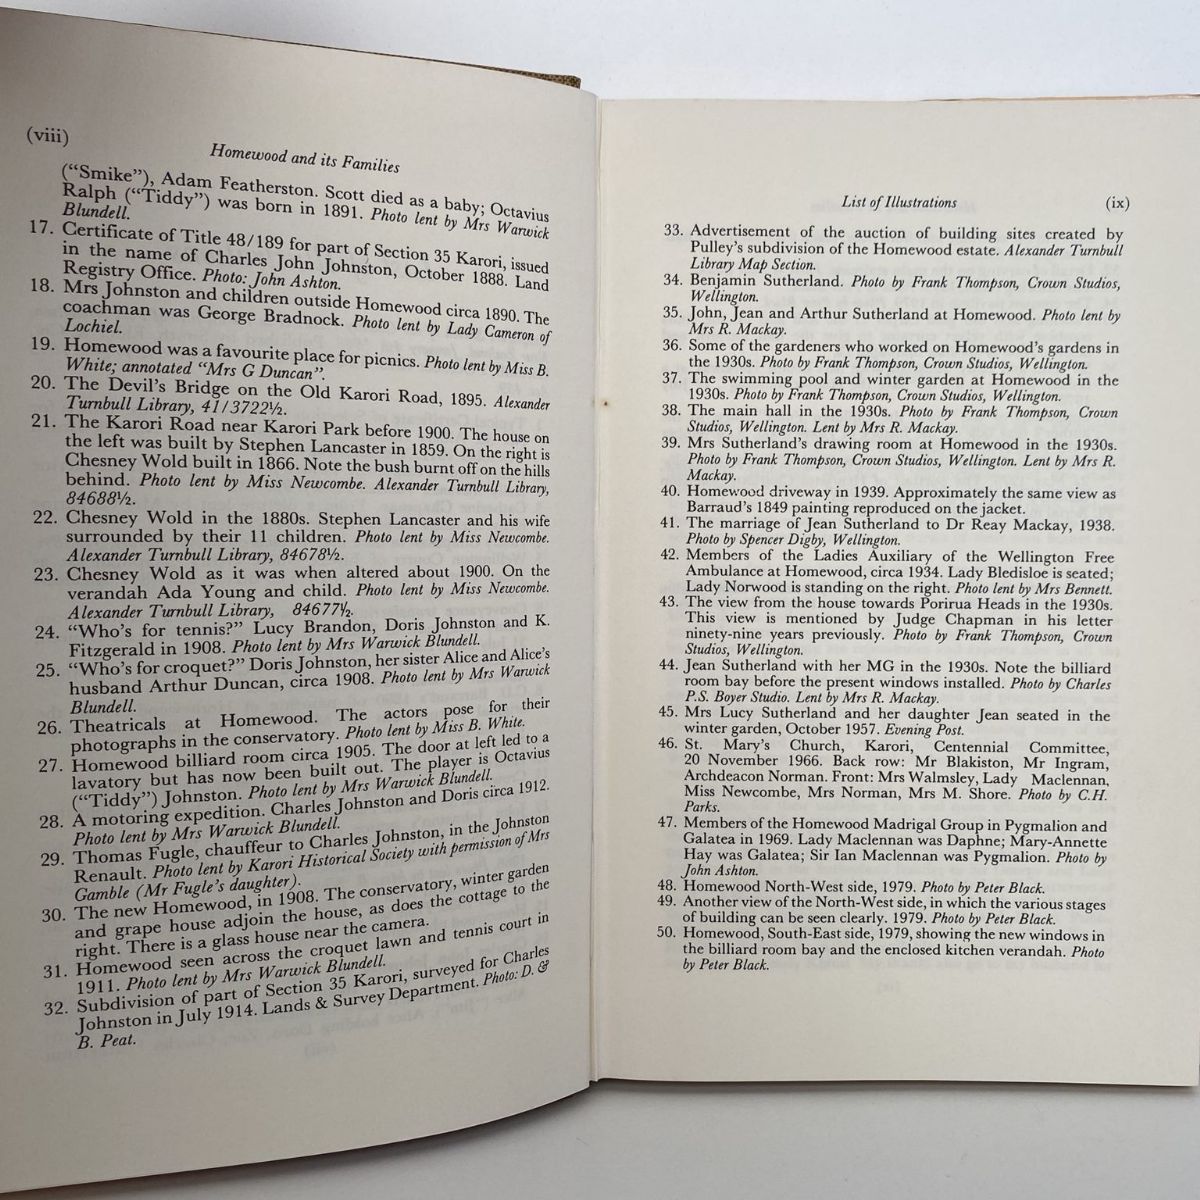 (viii)
Homewood and its Families
("Smike"), Adam Featherston. Scott died as a baby; Octavius
Ralph ("Tiddy") was born in 1891. Photo lent by Mrs Warwick
Blundell.
17. Certificate of Title 48/189 for part of Section 35 Karori, issued
in the name of Charles John Johnston, October 1888. Land
Registry Office. Photo: John Ashton.
18. Mrs Johnston and children outside Homewood circa 1890. The
coachman was George Bradnock. Photo lent by Lady Cameron of
Lochiel.
19. Homewood was a favourite place for picnics. Photo lent by Miss B.
White; annotated "Mrs G Duncan".
20. The Devil's Bridge on the Old Karori Road, 1895. Alexander
Turnbull Library, 41/3722½.
21. The Karori Road near Karori Park before 1900. The house on
the left was built by Stephen Lancaster in 1859. On the right is
Chesney Wold built in 1866. Note the bush burnt off on the hills
behind. Photo lent by Miss Newcombe. Alexander Turnbull Library,
84688½.
22. Chesney Wold in the 1880s. Stephen Lancaster and his wife
surrounded by their 11 children. Photo lent by Miss Newcombe.
Alexander Turnbull Library, 84678½.
23. Chesney Wold as it was when altered about 1900. On the
verandah Ada Young and child. Photo lent by Miss Newcombe.
Alexander Turnbull Library, 84677½.
24. "Who's for tennis?" Lucy Brandon, Doris Johnston and K.
Fitzgerald in 1908. Photo lent by Mrs Warwick Blundell.
25. "Who's for croquet?" Doris Johnston, her sister Alice and Alice's
husband Arthur Duncan, circa 1908. Photo lent by Mrs Warwick
Blundell.
26. Theatricals at Homewood. The actors pose for their
photographs in the conservatory. Photo lent by Miss B. White.
27. Homewood billiard room circa 1905. The door at left led to a
lavatory but has now been built out. The player is Octavius
("Tiddy") Johnston. Photo lent by Mrs Warwick Blundell.
28. A motoring expedition. Charles Johnston and Doris circa 1912.
Photo lent by Mrs Warwick Blundell.
29. Thomas Fugle, chauffeur to Charles Johnston, in the Johnston
Renault. Photo lent by Karori Historical Society with permission of Mrs
Gamble (Mr Fugle's daughter).
30. The new Homewood, in 1908. The conservatory, winter garden
and grape house adjoin the house, as does the cottage to the
right. There is a glass house near the camera.
31. Homewood seen across the croquet lawn and tennis court in
1911. Photo lent by Mrs Warwick Blundell.
32. Subdivision of part of Section 35 Karori, surveyed for Charles
Johnston in July 1914. Lands & Survey Department. Photo: D. &
B. Peat.
List of Illustrations
(ix)
33. Advertisement of the auction of building sites created by
Pulley's subdivision of the Homewood estate. Alexander Turnbull
Library Map Section.
34. Benjamin Sutherland. Photo by Frank Thompson, Crown Studios,
Wellington.
35. John, Jean and Arthur Sutherland at Homewood. Photo lent by
Mrs R. Mackay.
36. Some of the gardeners who worked on Homewood's gardens in
the 1930s. Photo by Frank Thompson, Crown Studios, Wellington.
37. The swimming pool and winter garden at Homewood in the
1930s. Photo by Frank Thompson, Crown Studios, Wellington.
38. The main hall in the 1930s. Photo by Frank Thompson, Crown
Studios, Wellington. Lent by Mrs R. Mackay.
39. Mrs Sutherland's drawing room at Homewood in the 1930s.
Photo by Frank Thompson, Crown Studios, Wellington. Lent by Mrs R.
Mackay.
40. Homewood driveway in 1939. Approximately the same view as
Barraud's 1849 painting reproduced on the jacket.
41. The marriage of Jean Sutherland to Dr Reay Mackay, 1938.
Photo by Spencer Digby, Wellington.
42. Members of the Ladies Auxiliary of the Wellington Free
Ambulance at Homewood, circa 1934. Lady Bledisloe is seated;
Lady Norwood is standing on the right. Photo lent by Mrs Bennett.
43. The view from the house towards Porirua Heads in the 1930s.
This view is mentioned by Judge Chapman in his letter
ninety-nine years previously. Photo by Frank Thompson, Crown
Studios, Wellington.
44. Jean Sutherland with her MG in the 1930s. Note the billiard
room bay before the present windows installed. Photo by Charles
P.S. Boyer Studio. Lent by Mrs R. Mackay.
45. Mrs Lucy Sutherland and her daughter Jean seated in the
winter garden, October 1957. Evening Post.
46. St. Mary's Church, Karori, Centennial Committee,
20 November 1966. Back row: Mr Blakiston, Mr Ingram,
Archdeacon Norman. Front: Mrs Walmsley, Lady Maclennan,
Miss Newcombe, Mrs Norman, Mrs M. Shore. Photo by C.H.
Parks.
47. Members of the Homewood Madrigal Group in Pygmalion and
Galatea in 1969. Lady Maclennan was Daphne; Mary-Annette
Hay was Galatea; Sir Ian Maclennan was Pygmalion. Photo by
John Ashton.
48. Homewood North-West side, 1979. Photo by Peter Black.
49. Another view of the North-West side, in which the various stages
of building can be seen clearly. 1979. Photo by Peter Black.
50. Homewood, South-East side, 1979, showing the new windows in
the billiard room bay and the enclosed kitchen verandah. Photo
by Peter Black.